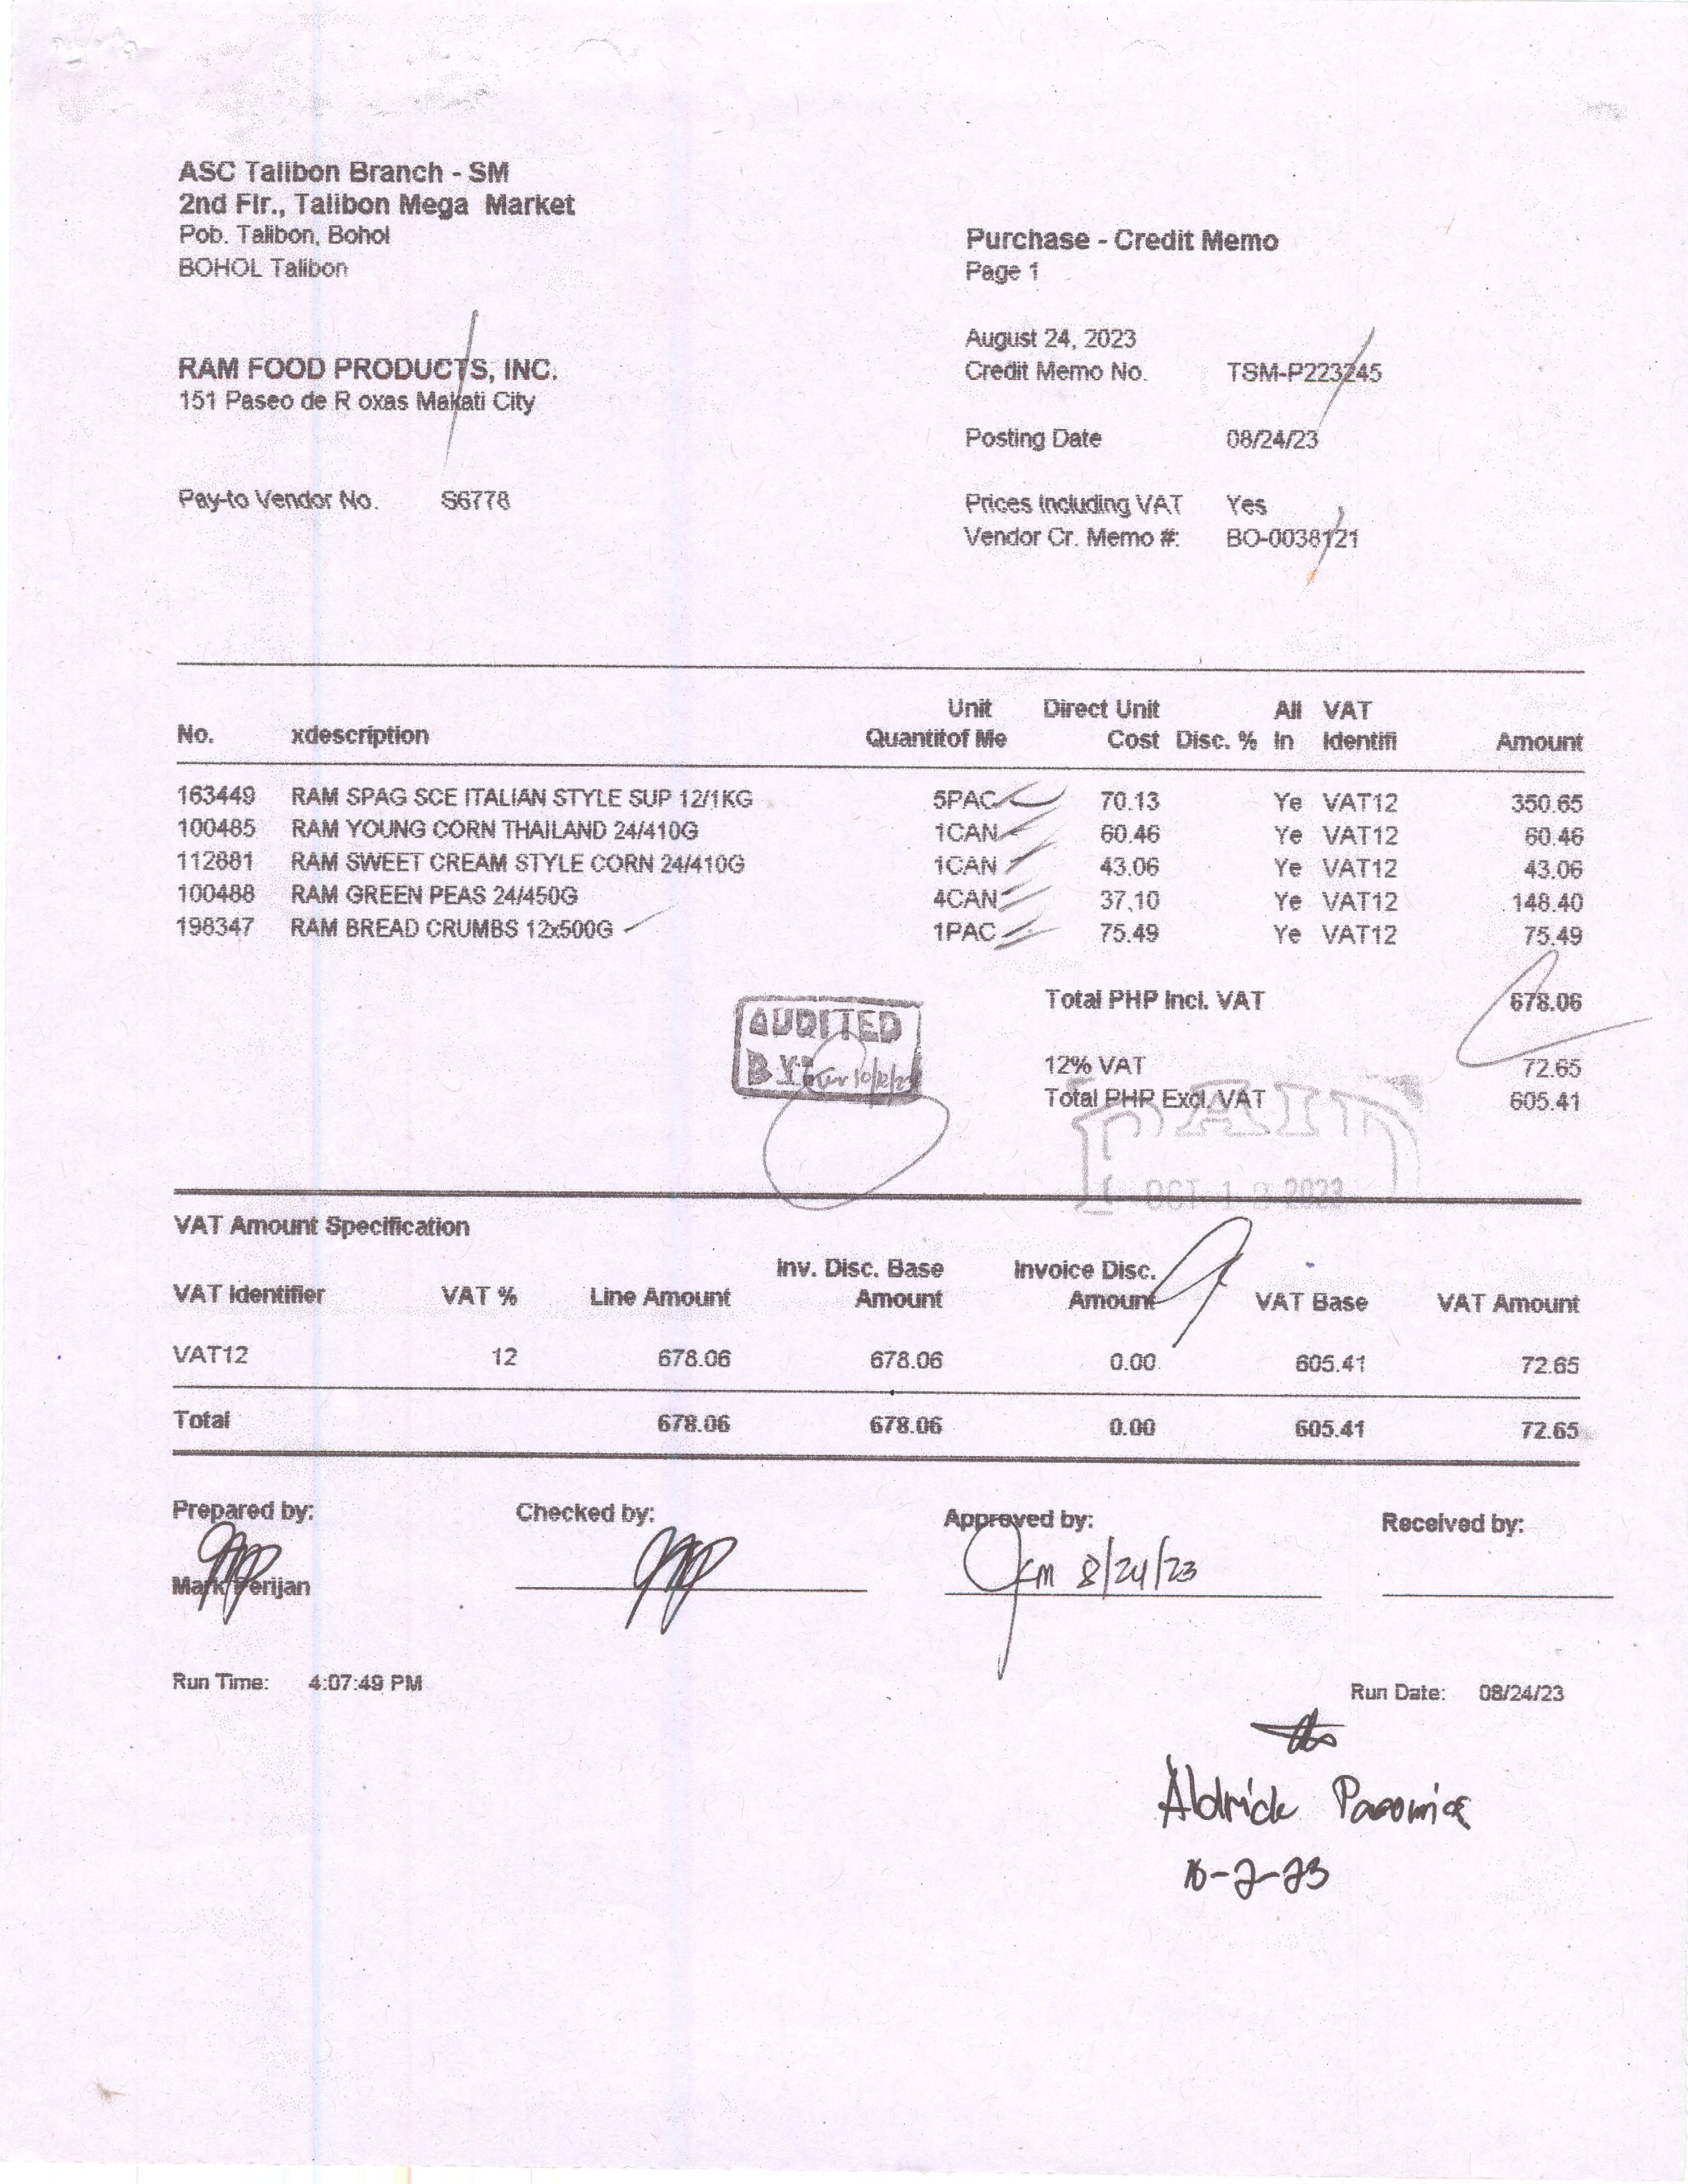 ASC Talibon Branch - SM
2nd Flr., Talibon Mega Market
Pob. Talibon, Bohol
BOHOL Talibon
Purchase - Credit Memo
Page 1
RAM FOOD PRODUCTS, INC.
151 Paseo de R oxas Makati City
August 24, 2023
Credit Memo No. TSM-P223245
Posting Date 08/24/23
Pay-to Vendor No. S6778
Prices Including VAT Yes
Vendor Cr. Memo #: BO-0038121
Unit Direct Unit All VAT
No. xdescription Quantitof Me Cost Disc. % In Identifi Amount
163449 RAM SPAG SCE ITALIAN STYLE SUP 12/1KG 5PAC 70.13 Ye VAT12 350.65
100485 RAM YOUNG CORN THAILAND 24/410G 1CAN 60.46 Ye VAT12 60.46
112881 RAM SWEET CREAM STYLE CORN 24/410G 1CAN 43.06 Ye VAT12 43.06
100488 RAM GREEN PEAS 24/450G 4CAN 37.10 Ye VAT12 148.40
198347 RAM BREAD CRUMBS 12x500G 1PAC 75.49 Ye VAT12 75.49
Total PHP Incl. VAT 678.06
AUDITED
BY: 10/12/23
12% VAT 72.65
Total PHP Excl. VAT 605.41
PAID
OCT 12 2023
VAT Amount Specification
Inv. Disc. Base Invoice Disc.
VAT Identifier VAT % Line Amount Amount Amount VAT Base VAT Amount
VAT12 12 678.06 678.06 0.00 605.41 72.65
Total 678.06 678.06 0.00 605.41 72.65
Prepared by: Checked by: Approved by: Received by:
Mark Perijan 8/24/23
Run Time: 4:07:49 PM Run Date: 08/24/23
Aldrick
10-2-23